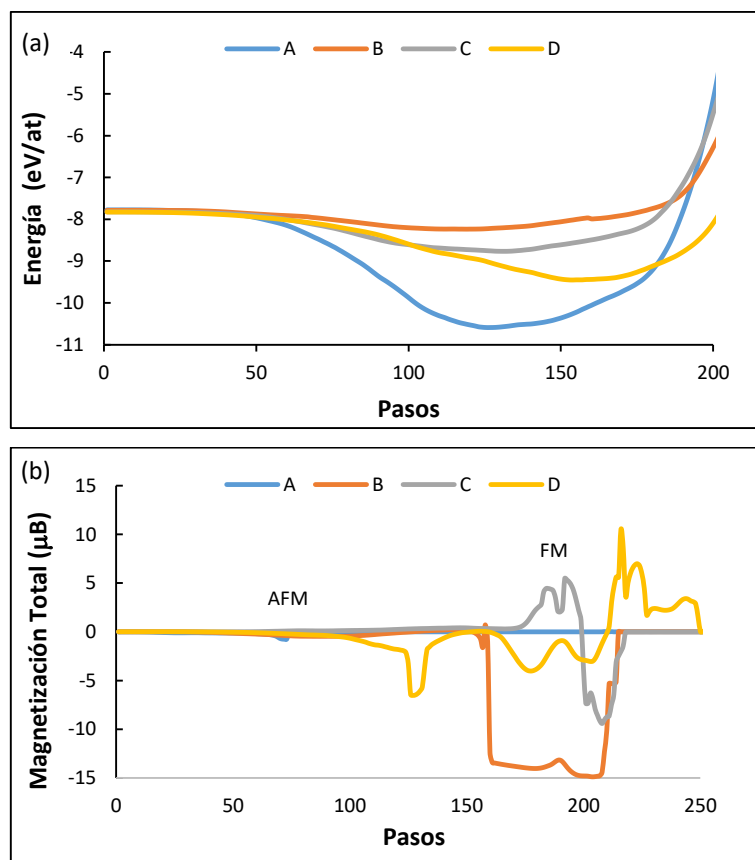 (a)
A B C D
-4
-5
-6
-7
-8
-9
-10
-11
Energía (eV/at)
0 50 100 150 200
Pasos
(b)
A B C D
15
10
5
0
-5
-10
-15
Magnetización Total (μB)
FM
AFM
0 50 100 150 200 250
Pasos